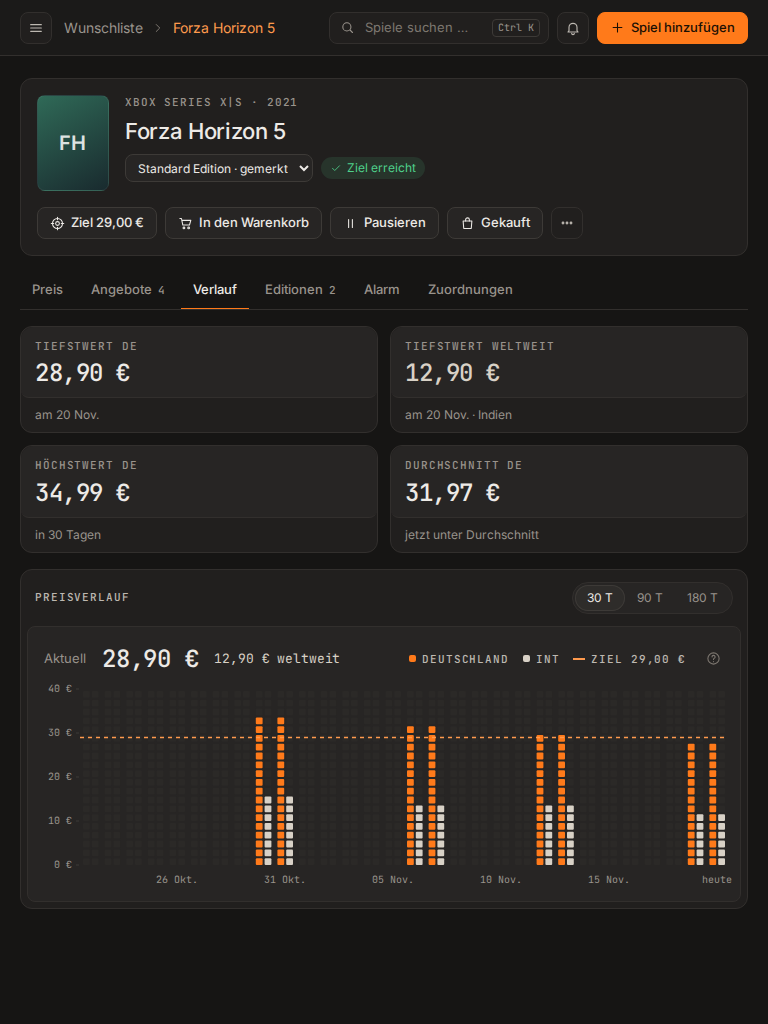 Wunschliste > Forza Horizon 5 Spiele suchen ... Ctrl K + Spiel hinzufügen
FH
XBOX SERIES X|S · 2021
Forza Horizon 5
Standard Edition · gemerkt Ziel erreicht
Ziel 29,00 € In den Warenkorb Pausieren Gekauft
Preis Angebote 4 Verlauf Editionen 2 Alarm Zuordnungen
TIEFSTWERT DE
28,90 €
am 20 Nov.
TIEFSTWERT WELTWEIT
12,90 €
am 20 Nov. · Indien
HÖCHSTWERT DE
34,99 €
in 30 Tagen
DURCHSCHNITT DE
31,97 €
jetzt unter Durchschnitt
PREISVERLAUF 30 T 90 T 180 T
Aktuell 28,90 € 12,90 € weltweit DEUTSCHLAND INT ZIEL 29,00 € ?
40 €
30 €
20 €
10 €
0 €
26 Okt. 31 Okt. 05 Nov. 10 Nov. 15 Nov. heute